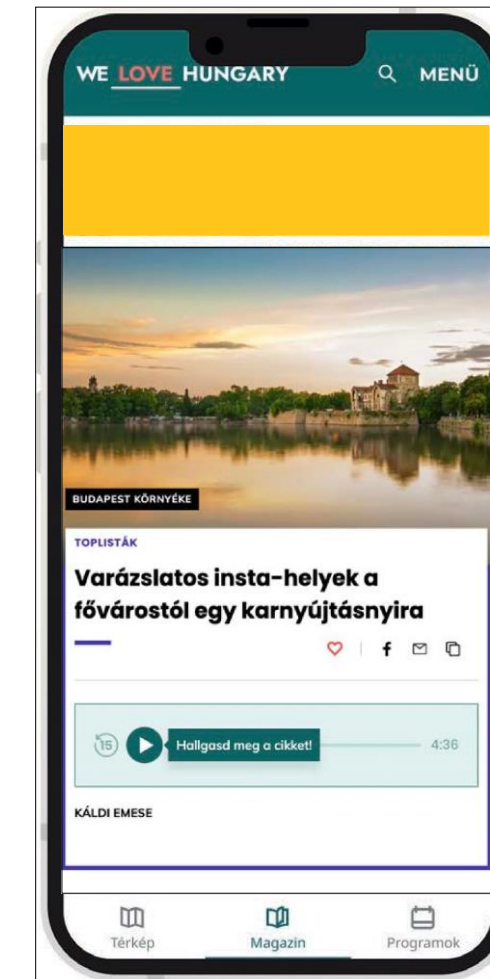 WE LOVE HUNGARY
MENÜ
BUDAPEST KÖRNYÉKE
TOPLISTÁK
Varázslatos insta-helyek a
fővárostól egy karnyújtásnyira
15
Hallgasd meg a cikket!
4:36
KÁLDI EMESE
Térkép
Magazin
Programok